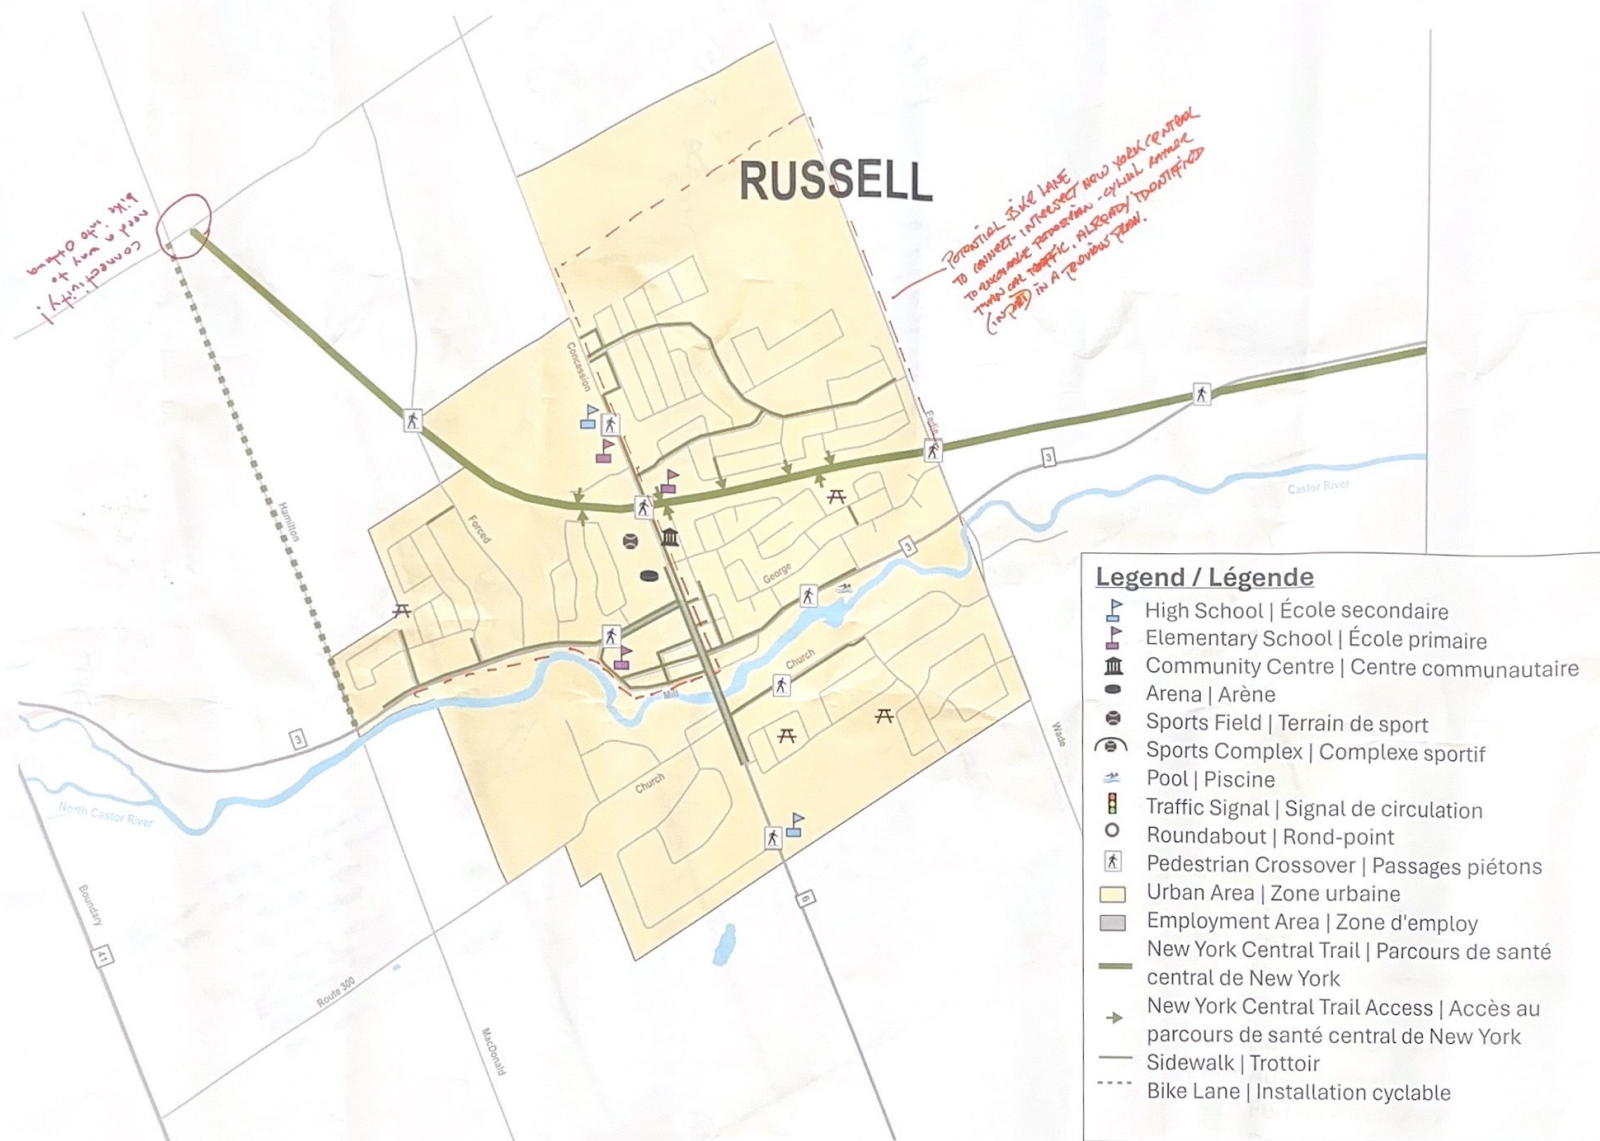 RUSSELL
connectivity!
need a way to
bike into Ottawa
POTENTIAL BIKE LANE
TO CONNECT - INTERSECT NEW YORK CENTRAL
TO ENCOURAGE PEDESTRIAN - CYCLIST RATHER
THAN CAR TRAFFIC, ALREADY IDENTIFIED
IN A PREVIOUS PLAN.
Concession
Hamilton
Forced
3
Castor River
3
George
Church
Mill
3
Church
Wade
North Castor River
Boundary
41
6
Route 300
MacDonald
Legend / Légende
High School | École secondaire
Elementary School | École primaire
Community Centre | Centre communautaire
Arena | Arène
Sports Field | Terrain de sport
Sports Complex | Complexe sportif
Pool | Piscine
Traffic Signal | Signal de circulation
Roundabout | Rond-point
Pedestrian Crossover | Passages piétons
Urban Area | Zone urbaine
Employment Area | Zone d'employ
New York Central Trail | Parcours de santé
central de New York
New York Central Trail Access | Accès au
parcours de santé central de New York
Sidewalk | Trottoir
Bike Lane | Installation cyclable